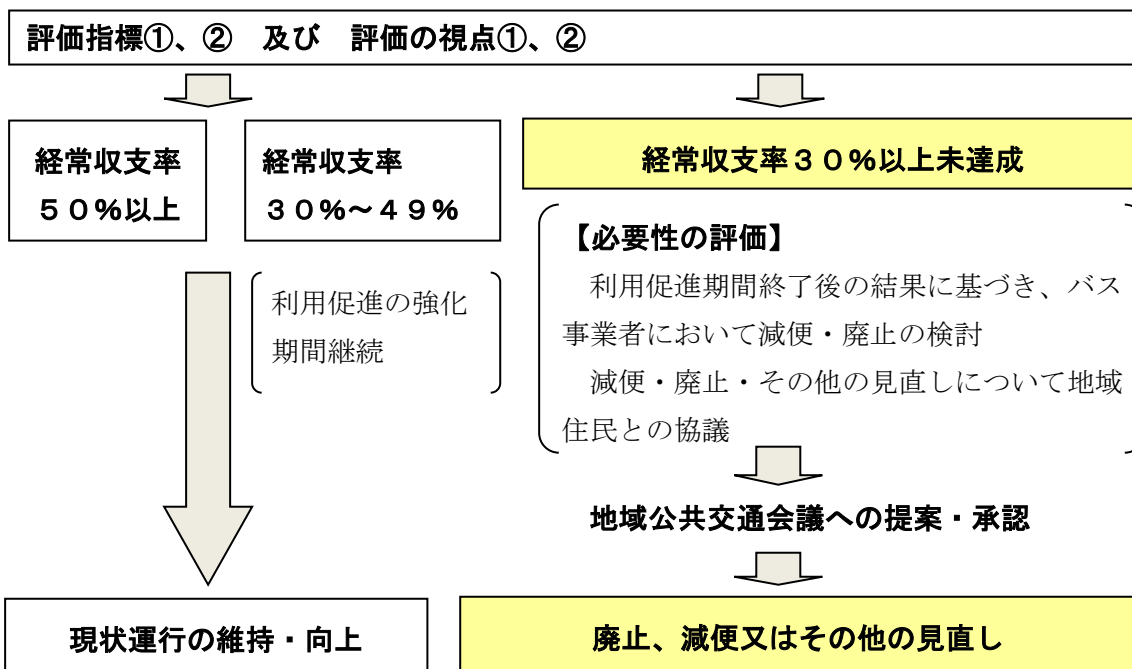 評価指標①、②　及び　評価の視点①、②
経常収支率
５０％以上
経常収支率
３０％～４９％
利用促進の強化
期間継続
経常収支率３０％以上未達成
【必要性の評価】
　利用促進期間終了後の結果に基づき、バス
事業者において減便・廃止の検討
　減便・廃止・その他の見直しについて地域
住民との協議
地域公共交通会議への提案・承認
現状運行の維持・向上
廃止、減便又はその他の見直し